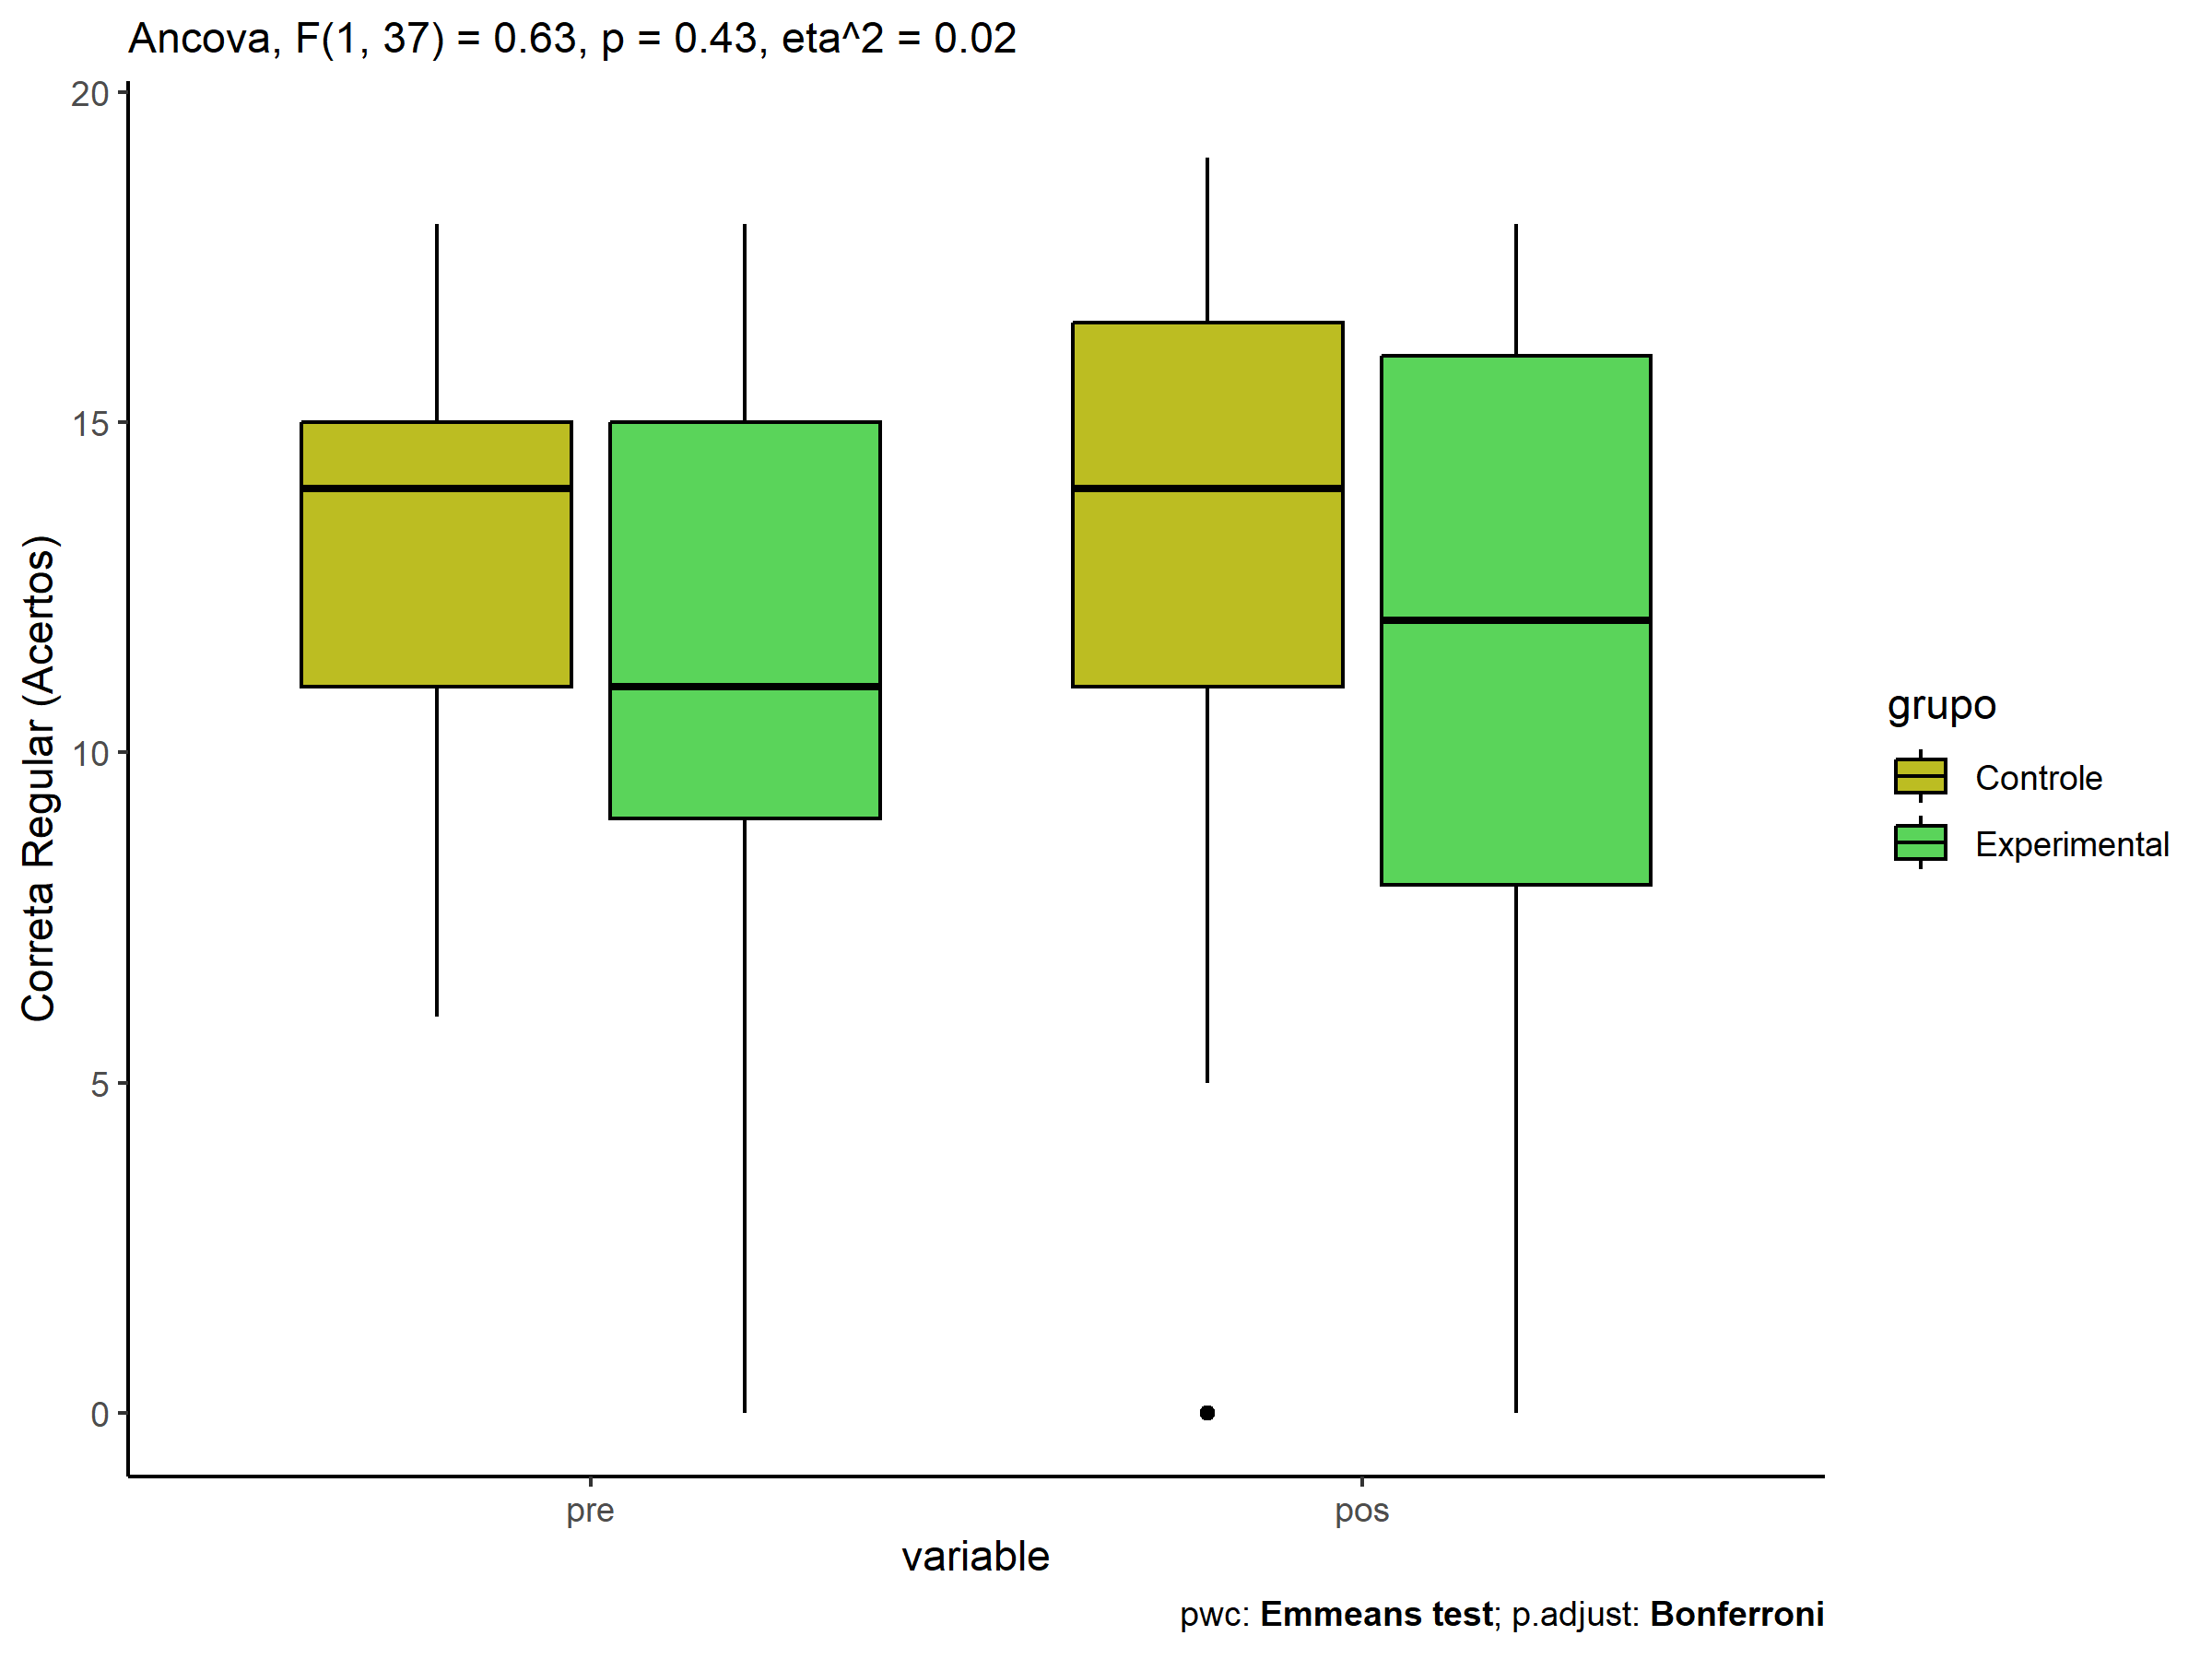 Ancova, F(1, 37) = 0.63, p = 0.43, eta^2 = 0.02
Correta Regular (Acertos)
20
15
10
5
0
pre
pos
variable
grupo
Controle
Experimental
pwc: Emmeans test; p.adjust: Bonferroni